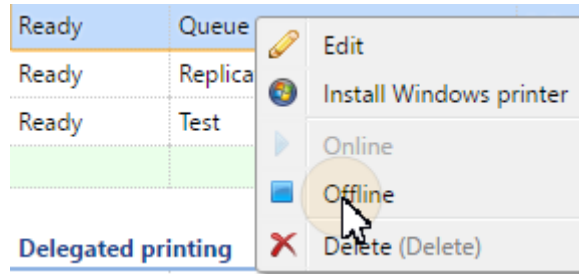 Ready Queue
Edit
Ready Replica
Install Windows printer
Ready Test
Online
Offline
Delegated printing
Delete (Delete)